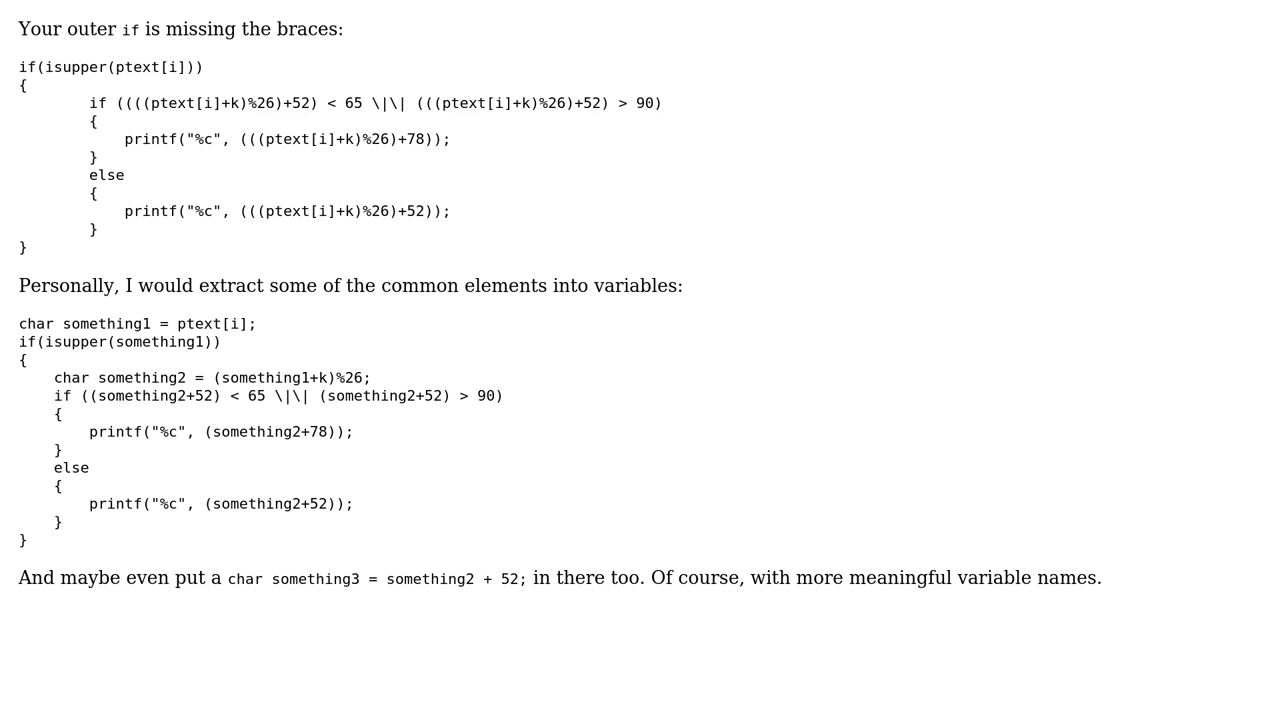 Your outer if is missing the braces:
if(isupper(ptext[i]))
{
        if ((((ptext[i]+k)%26)+52) < 65 \|\| (((ptext[i]+k)%26)+52) > 90)
        {
            printf("%c", (((ptext[i]+k)%26)+78));
        }
        else
        {
            printf("%c", (((ptext[i]+k)%26)+52));
        }
}
Personally, I would extract some of the common elements into variables:
char something1 = ptext[i];
if(isupper(something1))
{
    char something2 = (something1+k)%26;
    if ((something2+52) < 65 \|\| (something2+52) > 90)
    {
        printf("%c", (something2+78));
    }
    else
    {
        printf("%c", (something2+52));
    }
}
And maybe even put a char something3 = something2 + 52; in there too. Of course, with more meaningful variable names.